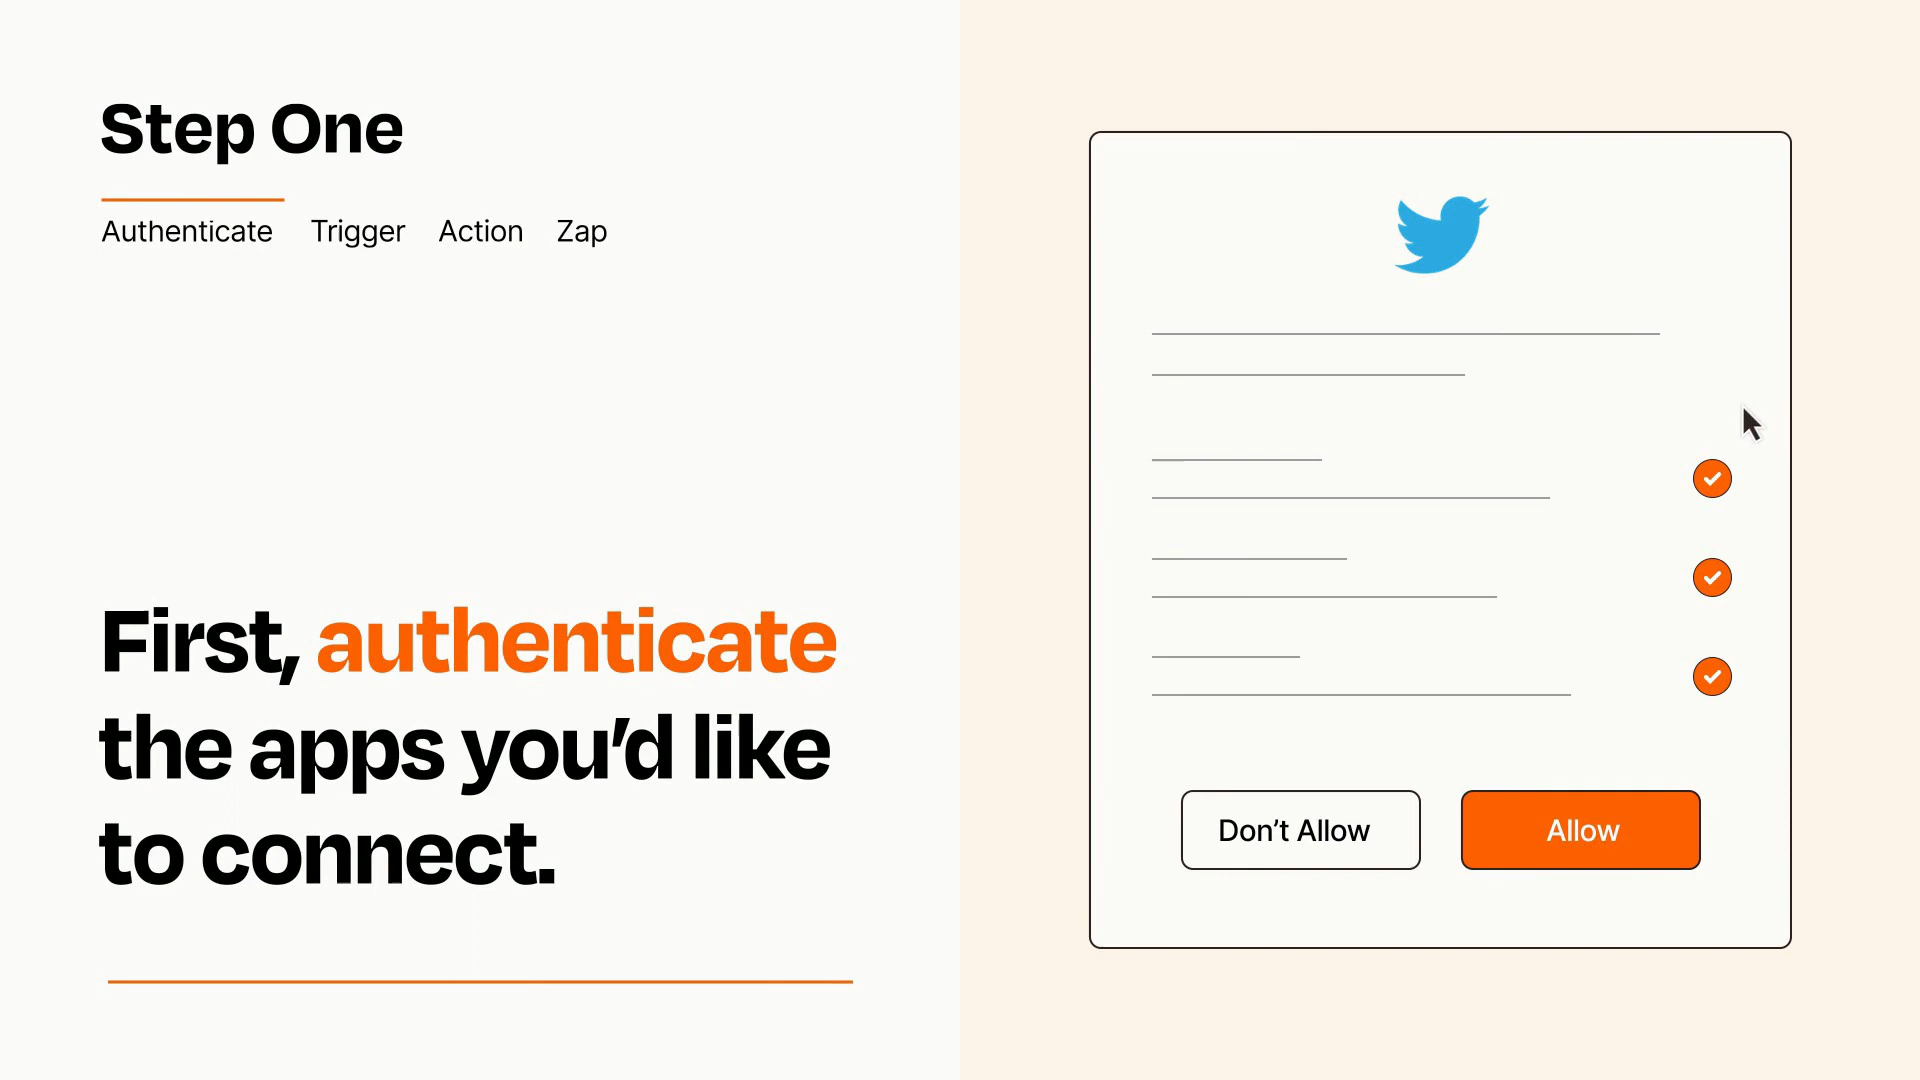 Step One
Authenticate Trigger Action Zap
First, authenticate
the apps you’d like
to connect.
Don’t Allow
Allow